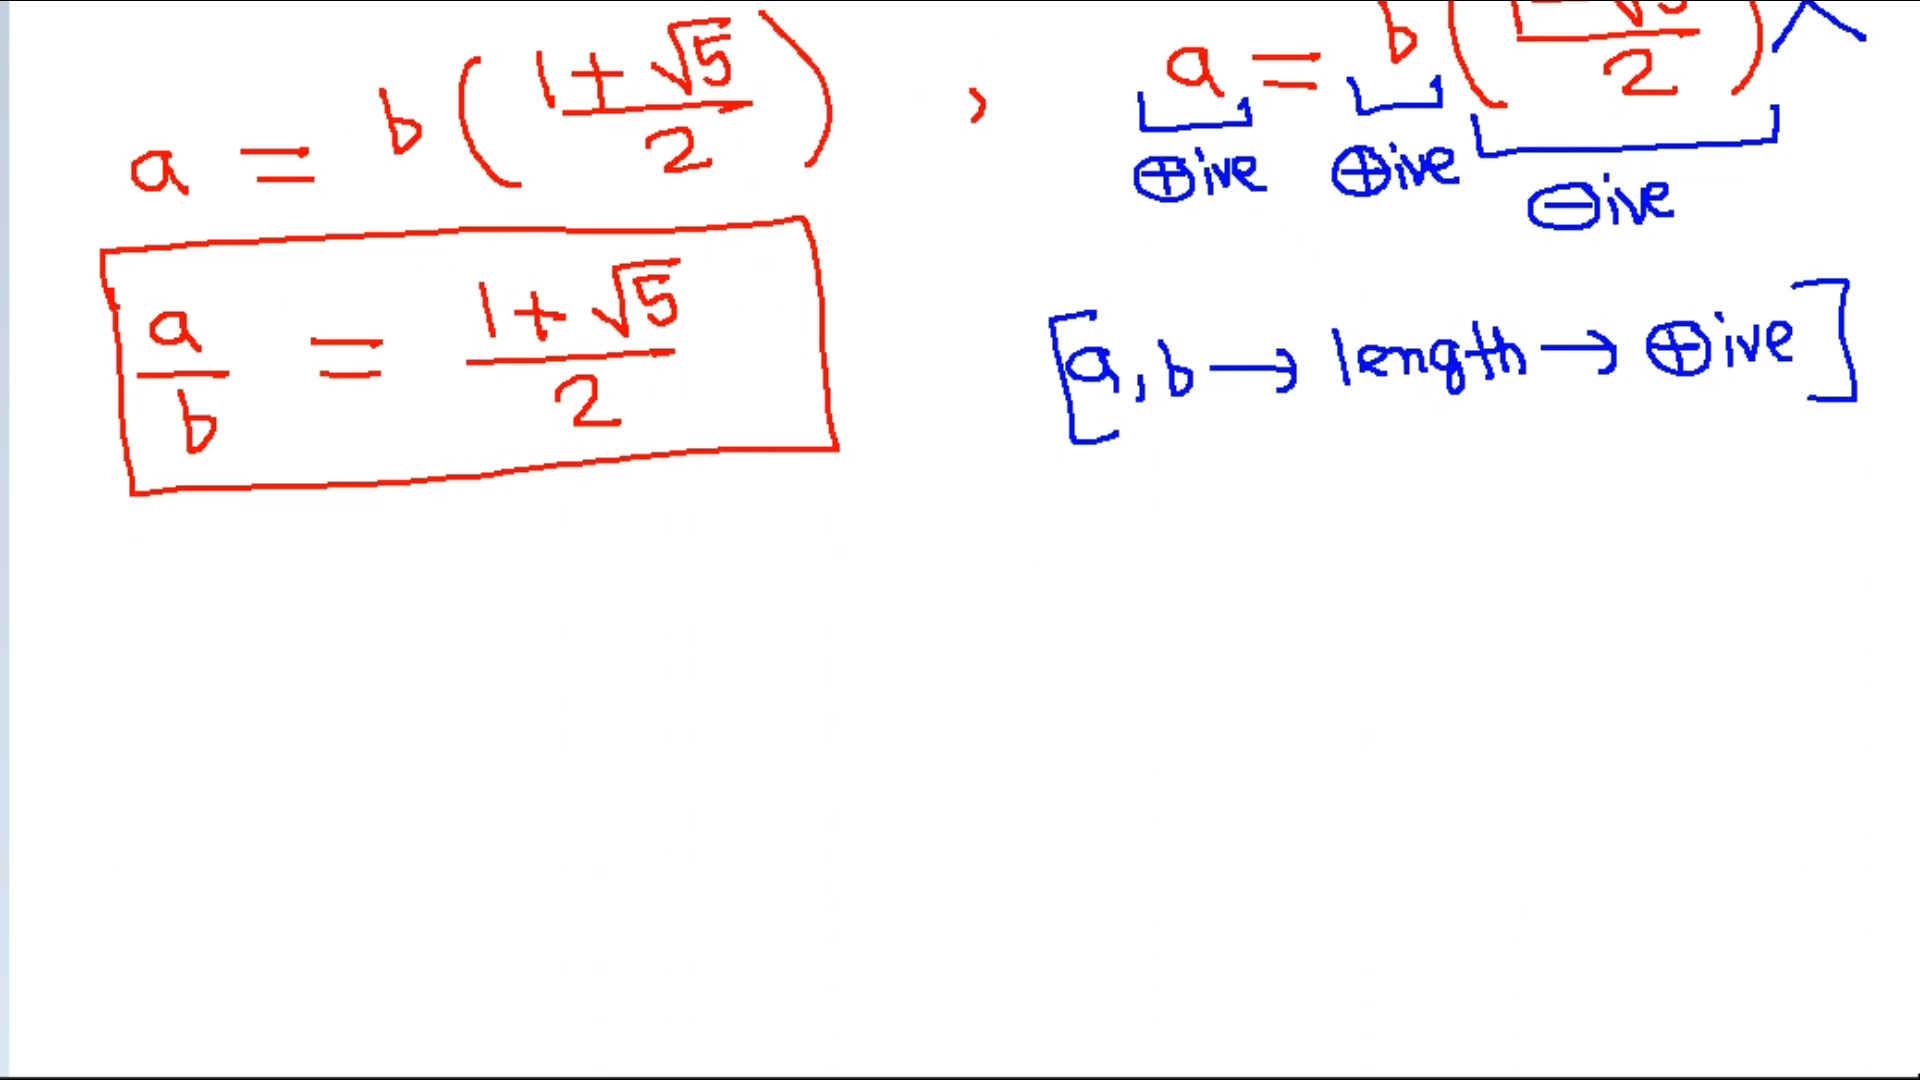 a = b(1+√5/2) , a = b(-√5/2)
⊕ive ⊕ive ⊖ive
a/b = 1+√5/2
[a, b → length → ⊕ive]